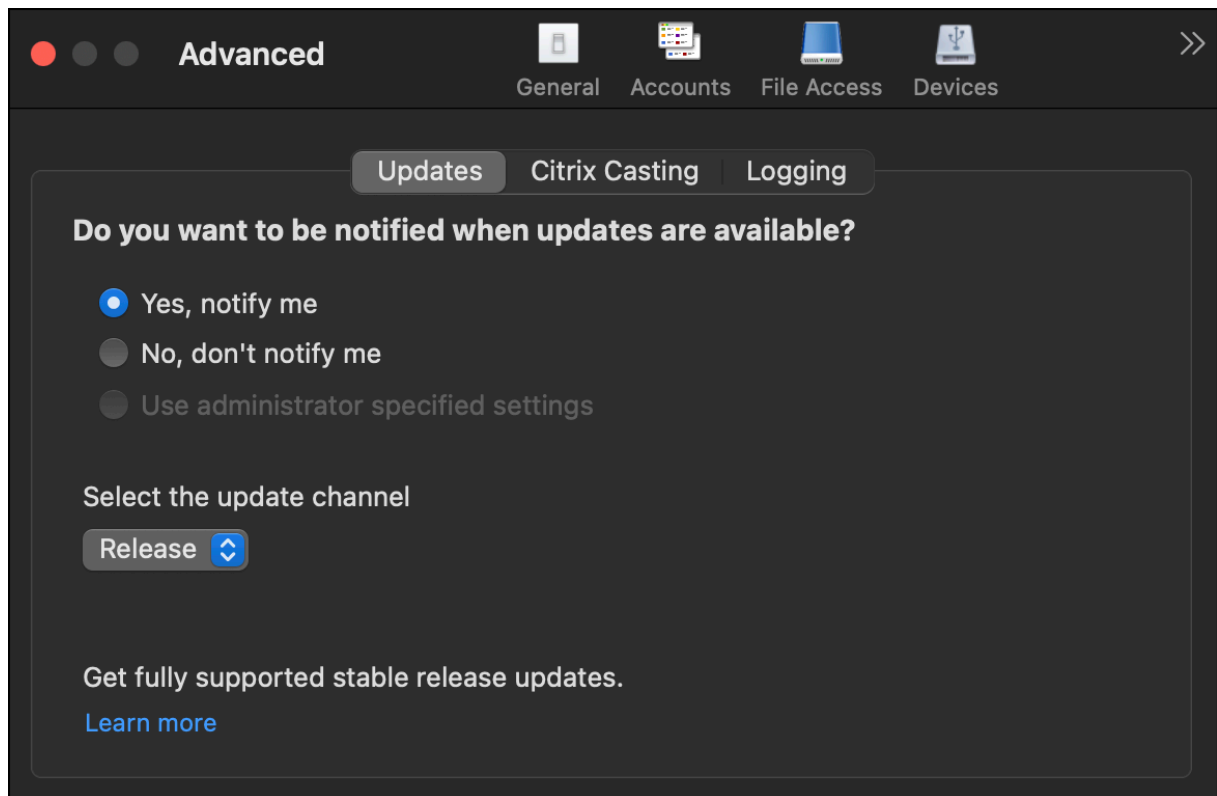 Advanced
General Accounts File Access Devices
Updates Citrix Casting Logging
Do you want to be notified when updates are available?
Yes, notify me
No, don't notify me
Use administrator specified settings
Select the update channel
Release
Get fully supported stable release updates.
Learn more